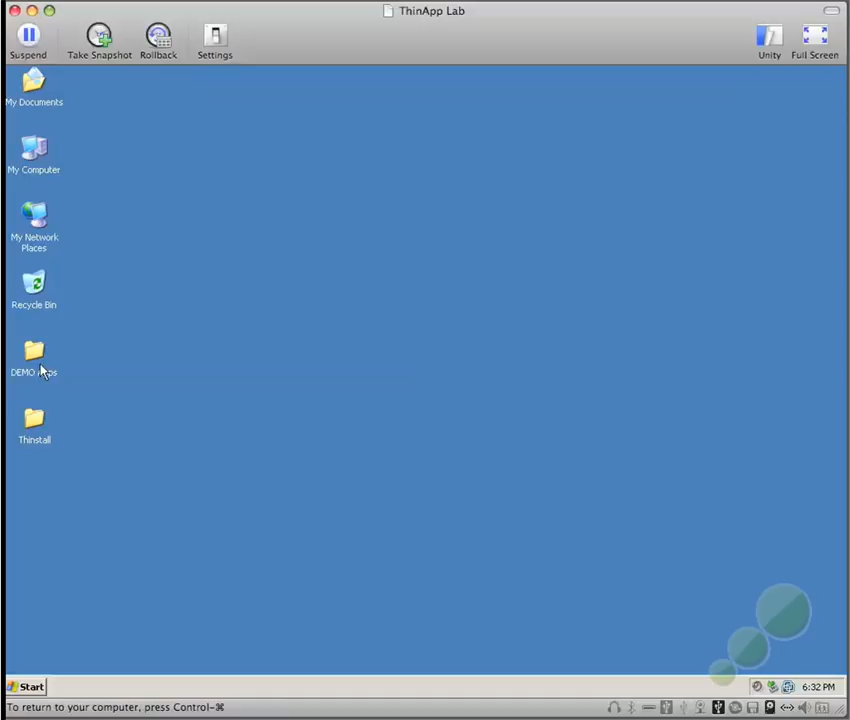 ThinApp Lab
Suspend
Take Snapshot
Rollback
Settings
Unity
Full Screen
My Documents
My Computer
My Network
Places
Recycle Bin
DEMO
Thinstall
Start
6:32 PM
To return to your computer, press Control-⌘